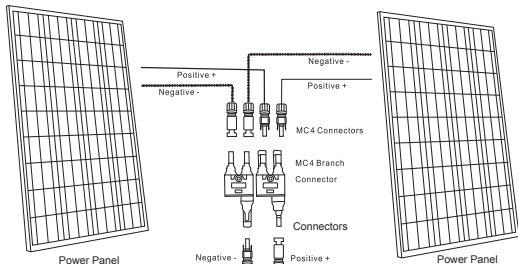 Negative -
Positive +
Positive +
Negative -
MC4 Connectors
MC4 Branch
Connector
Connectors
Negative -
Positive +
Power Panel
Power Panel